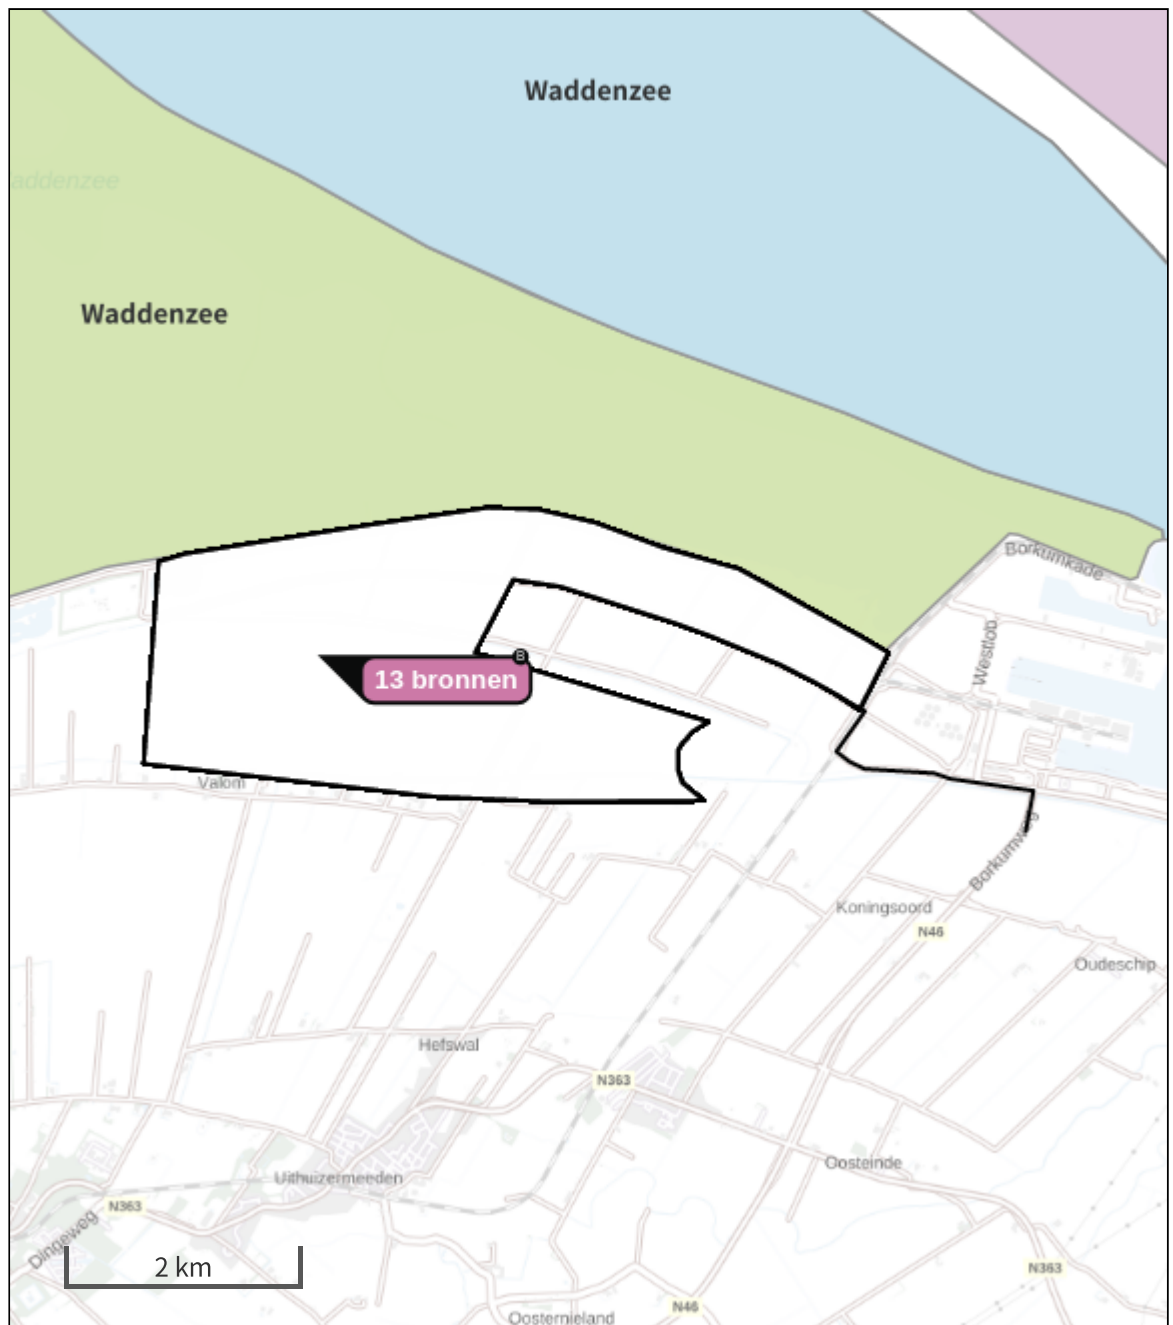 Waddenzee
addenzee
Waddenzee
Borkumkade
Westlob
B
13 bronnen
Valom
Borkumweg
Koningsoord
N46
Oudeschip
Hefswal
N363
Oosteinde
Uithuizermeeden
N363
Dingeweg
2 km
N363
N46
Oosternieland